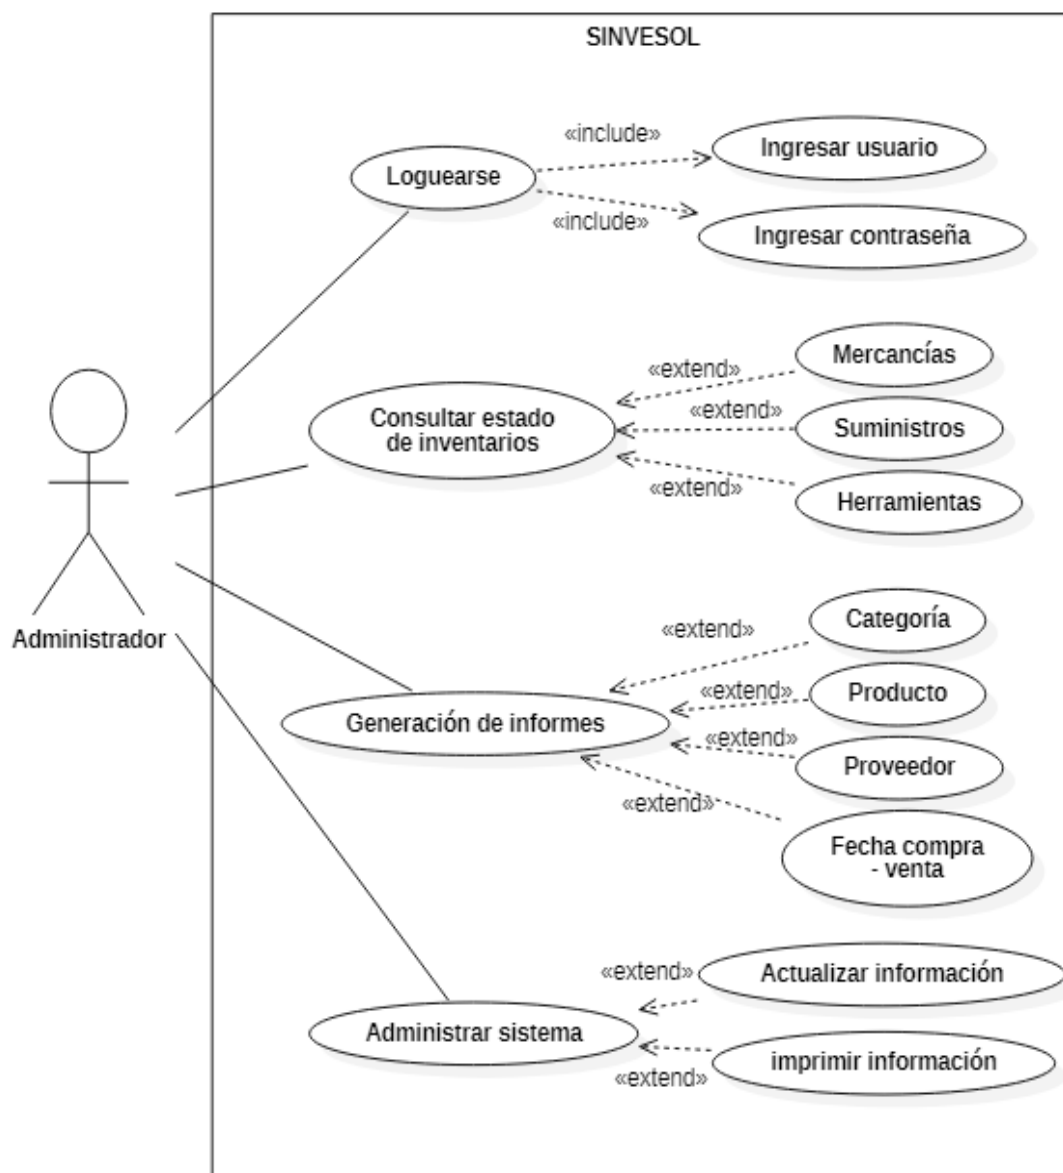 SINVESOL
«include»
Ingresar usuario
Loguearse
«include»
Ingresar contraseña
Mercancías
«extend»
Consultar estado
de inventarios
«extend»
Suministros
«extend»
Herramientas
Administrador
Categoría
«extend»
«extend»
Producto
Generación de informes
«extend»
Proveedor
«extend»
Fecha compra
- venta
«extend»
Actualizar información
Administrar sistema
imprimir información
«extend»